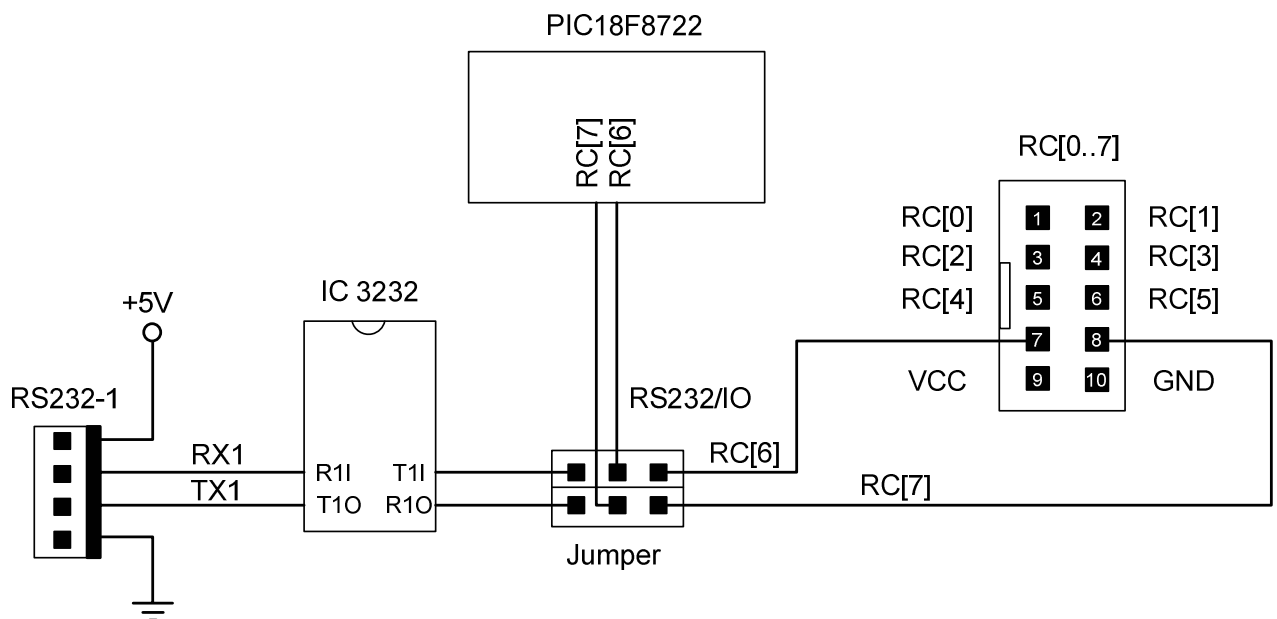 PIC18F8722
RC[7]
RC[6]
RC[0..7]
RC[0] 1 2 RC[1]
RC[2] 3 4 RC[3]
RC[4] 5 6 RC[5]
7 8
VCC 9 10 GND
IC 3232
+5V
RS232-1
RS232/IO
RX1 R1I T1I RC[6]
TX1 T1O R1O RC[7]
Jumper